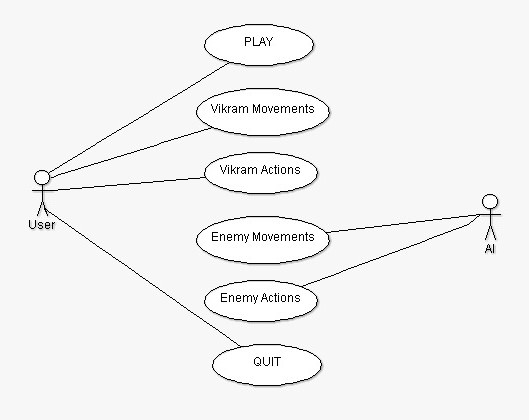 PLAY
Vikram Movements
Vikram Actions
User
Enemy Movements
AI
Enemy Actions
QUIT